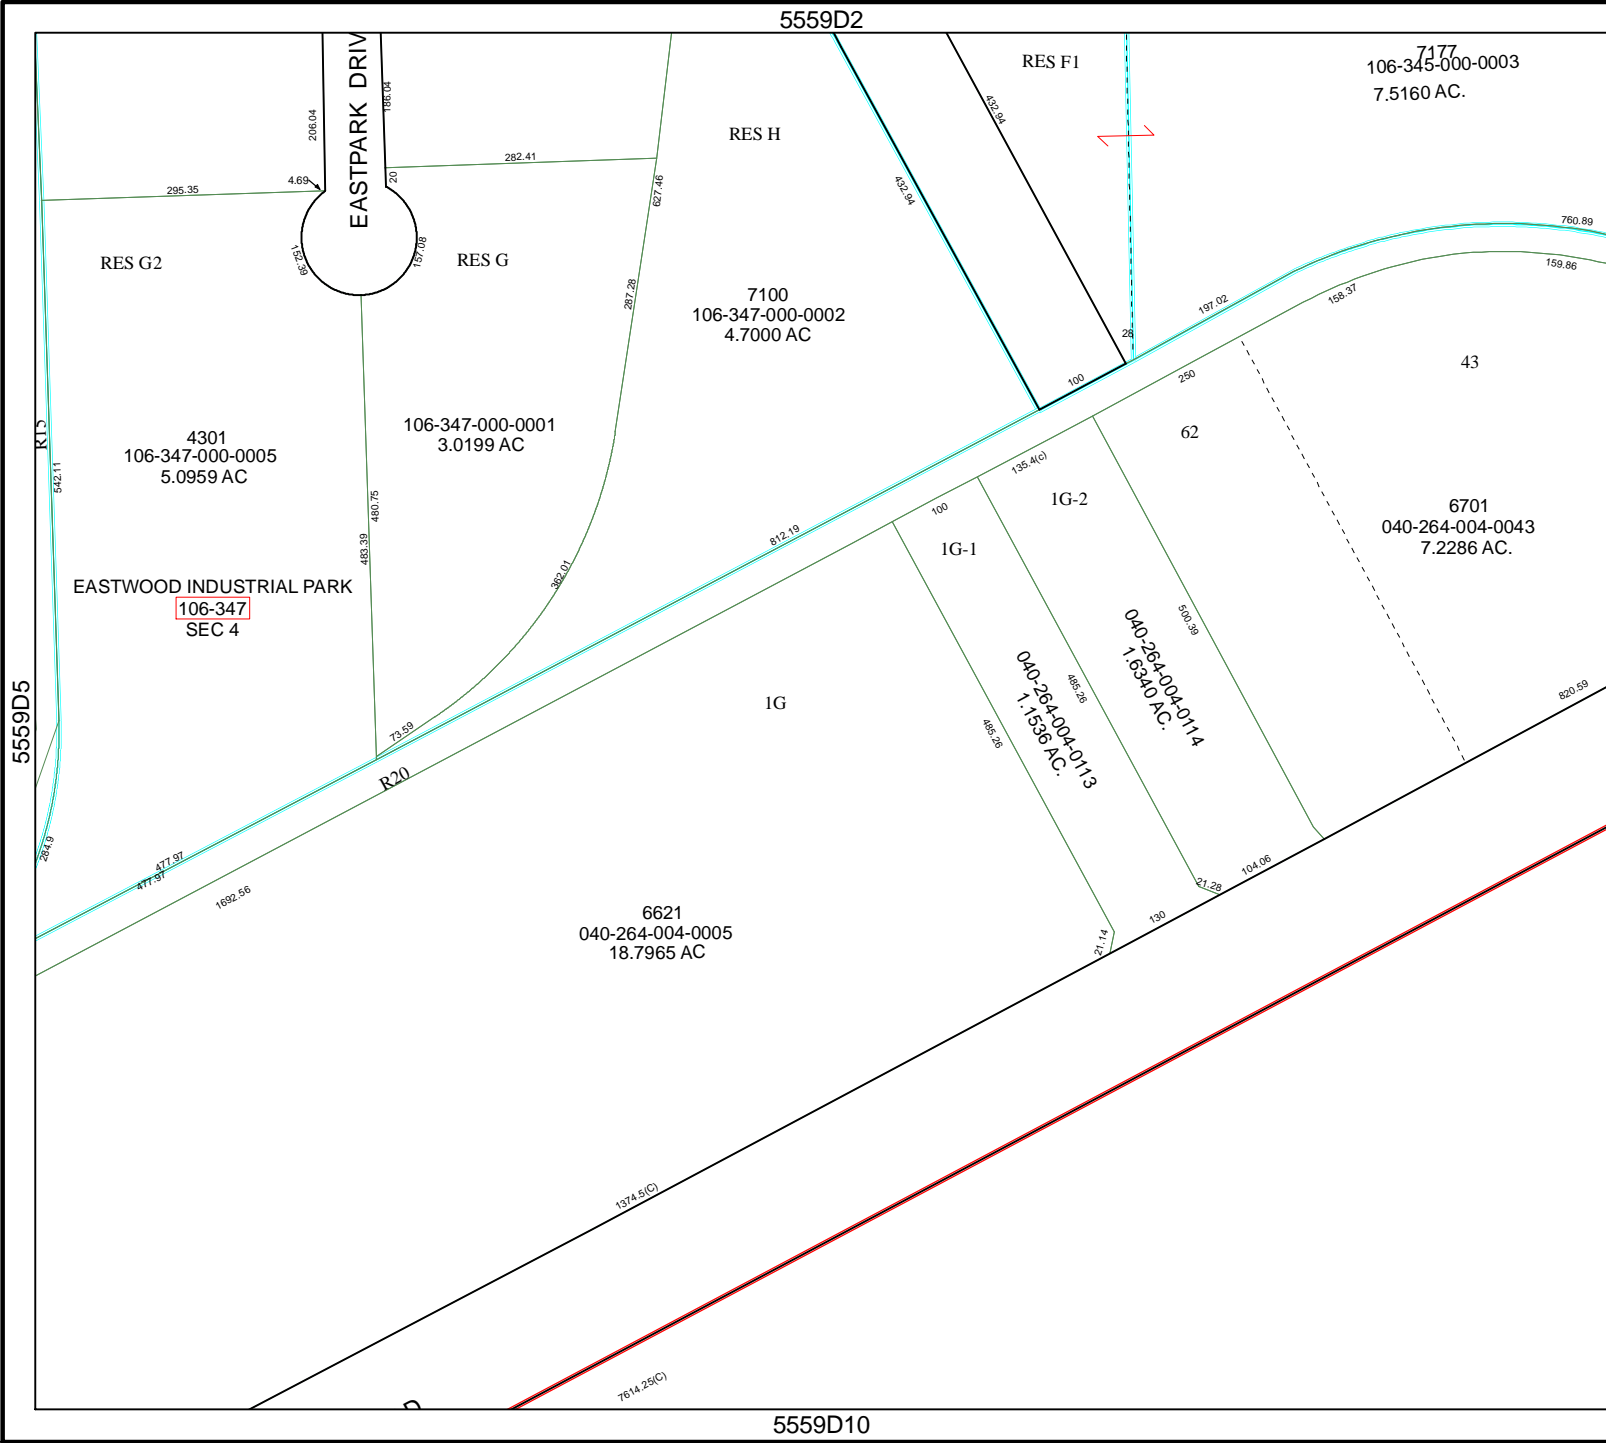 5559D2
EASTPARK DRIV
206.04
186.04
RES F1
7177
106-345-000-0003
7.5160 AC.
432.94
RES H
282.41
20
4.69
295.35
627.46
432.94
760.89
159.86
152.39
157.08
RES G2
RES G
287.28
7100
106-347-000-0002
4.7000 AC
197.02
158.37
28
100
250
43
62
R15
542.11
4301
106-347-000-0005
5.0959 AC
106-347-000-0001
3.0199 AC
480.75
483.39
135.4(c)
100
1G-2
1G-1
6701
040-264-004-0043
7.2286 AC.
812.19
362.01
EASTWOOD INDUSTRIAL PARK
106-347
SEC 4
500.39
040-264-004-0114
1.6340 AC.
485.26
040-264-004-0113
1.1536 AC.
485.26
820.59
1G
5559D5
73.59
R20
284.9
477.97
477.97
1692.56
104.06
21.28
130
21.14
6621
040-264-004-0005
18.7965 AC
1374.5(C)
7614.25(C)
5559D10